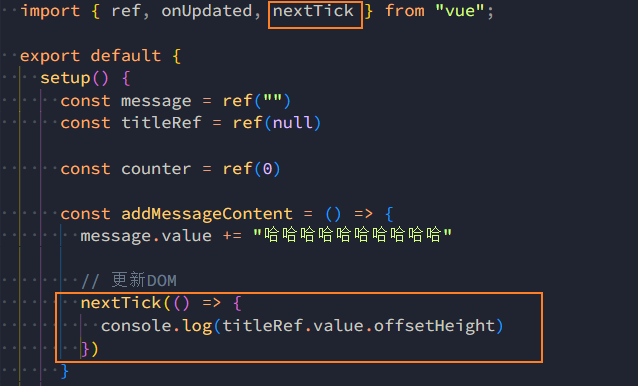 import { ref, onUpdated, nextTick } from "vue";
export default {
setup() {
const message = ref("")
const titleRef = ref(null)
const counter = ref(0)
const addMessageContent = () => {
message.value += "哈哈哈哈哈哈哈哈哈哈"
// 更新DOM
nextTick(() => {
console.log(titleRef.value.offsetHeight)
})
}